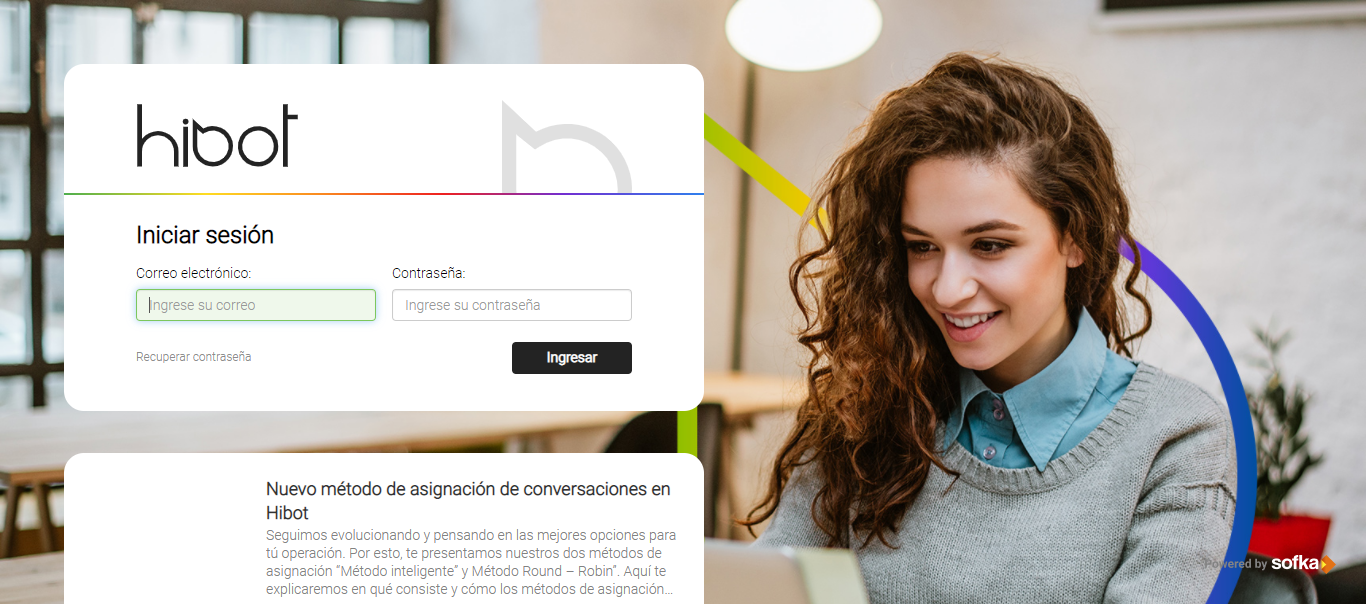 hibot
Iniciar sesión
Correo electrónico:
Contraseña:
Ingrese su correo
Ingrese su contraseña
Recuperar contraseña
Ingresar
Nuevo método de asignación de conversaciones en
Hibot
Seguimos evolucionando y pensando en las mejores opciones para
tú operación. Por esto, te presentamos nuestros dos métodos de
asignación “Método inteligente” y Método Round – Robin”. Aquí te
explicaremos en qué consiste y cómo los métodos de asignación...
Powered by sofka